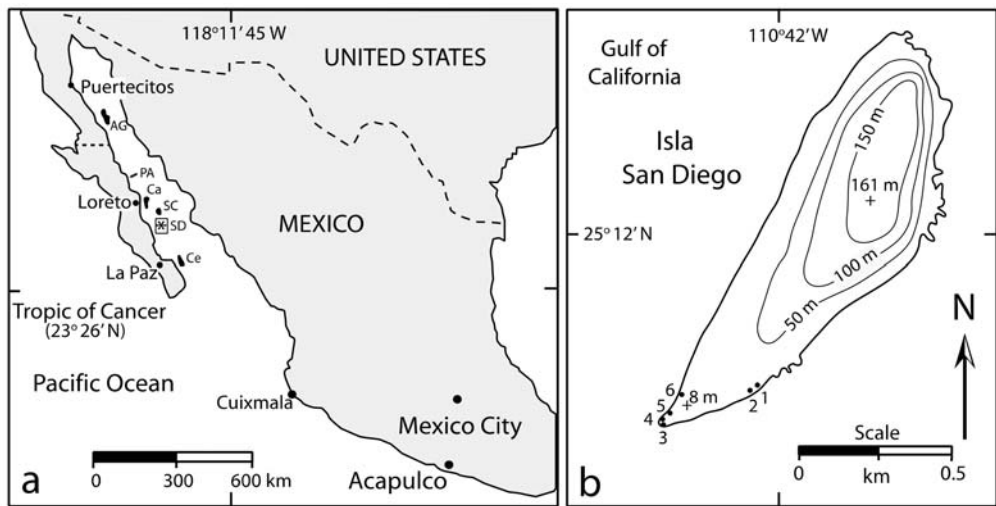 118°11'45 W
UNITED STATES
Puertecitos
AG
PA
Ca
Loreto
SC
SD
MEXICO
La Paz
Ce
Tropic of Cancer
(23° 26' N)
Pacific Ocean
Cuixmala
Mexico City
Acapulco
a
0 300 600 km
110°42' W
b
Gulf of
California
Isla
San Diego
150 m
161 m
+
25° 12' N
100 m
50 m
N
6
8 m
+
5
4
3
2
1
Scale
0 0.5
km